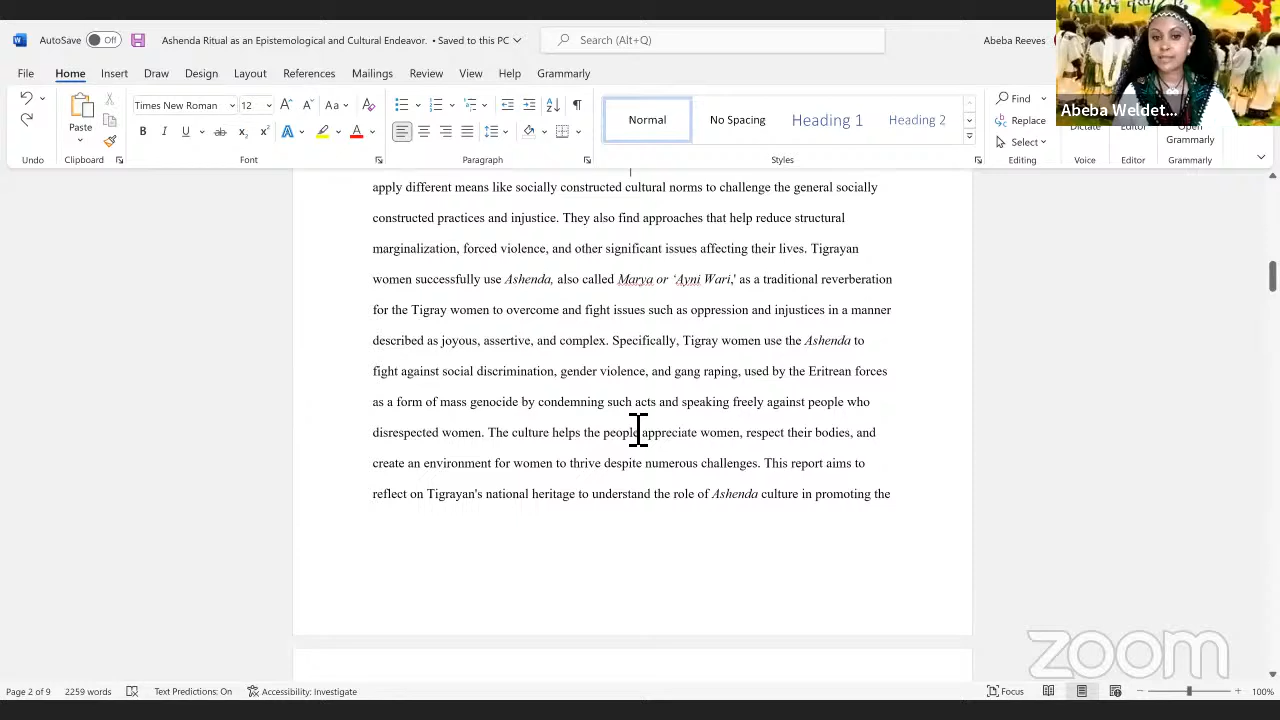 AutoSave Off Ashenda Ritual as an Epistemological and Cultural Endeavor. • Saved to this PC Search (Alt+Q) Abeba Reeves
File Home Insert Draw Design Layout References Mailings Review View Help Grammarly
Times New Roman 12 Aa Find
Paste Normal No Spacing Heading 1 Heading 2 Replace
B I U ab x₂ x² A A Select Editor Open Grammarly
Undo Clipboard Font Paragraph Styles Editing Voice Editor Grammarly
Abeba Weldet...
apply different means like socially constructed cultural norms to challenge the general socially
constructed practices and injustice. They also find approaches that help reduce structural
marginalization, forced violence, and other significant issues affecting their lives. Tigrayan
women successfully use Ashenda, also called Marya or ‘Ayni Wari,' as a traditional reverberation
for the Tigray women to overcome and fight issues such as oppression and injustices in a manner
described as joyous, assertive, and complex. Specifically, Tigray women use the Ashenda to
fight against social discrimination, gender violence, and gang raping, used by the Eritrean forces
as a form of mass genocide by condemning such acts and speaking freely against people who
disrespected women. The culture helps the people appreciate women, respect their bodies, and
create an environment for women to thrive despite numerous challenges. This report aims to
reflect on Tigrayan's national heritage to understand the role of Ashenda culture in promoting the
zoom
Page 2 of 9 2259 words Text Predictions: On Accessibility: Investigate Focus 100%